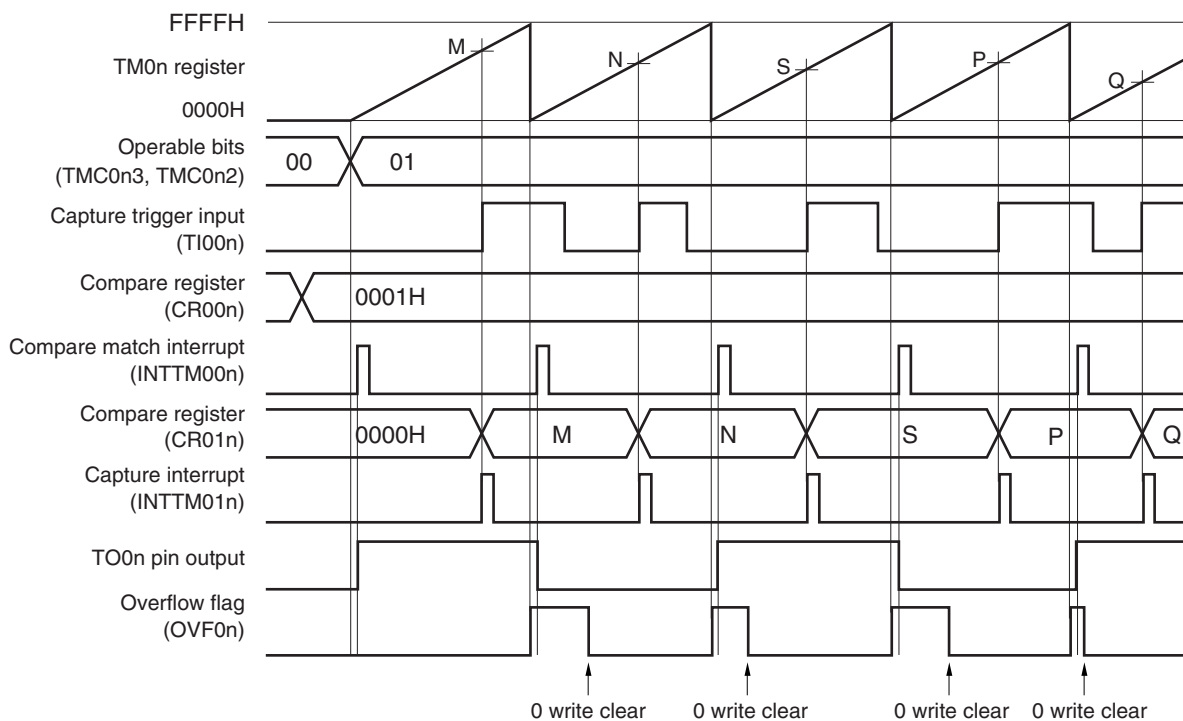 FFFFH
M
N
S
P
Q
TM0n register
0000H
Operable bits
(TMC0n3, TMC0n2)
00
01
Capture trigger input
(TI00n)
Compare register
(CR00n)
0001H
Compare match interrupt
(INTTM00n)
Compare register
(CR01n)
0000H
M
N
S
P
Q
Capture interrupt
(INTTM01n)
TO0n pin output
Overflow flag
(OVF0n)
0 write clear
0 write clear
0 write clear
0 write clear